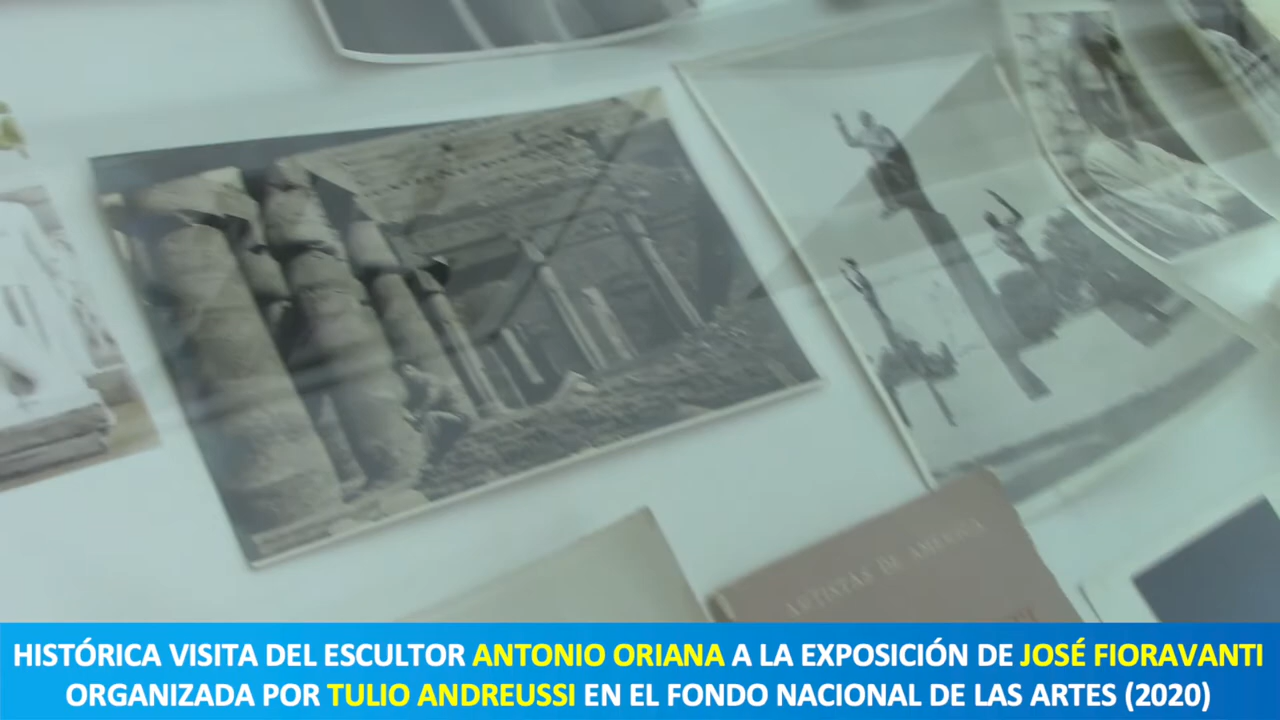 ARTISTAS DE AMERICA
HISTÓRICA VISITA DEL ESCULTOR ANTONIO ORIANA A LA EXPOSICIÓN DE JOSÉ FIORAVANTI
ORGANIZADA POR TULIO ANDREUSSI EN EL FONDO NACIONAL DE LAS ARTES (2020)